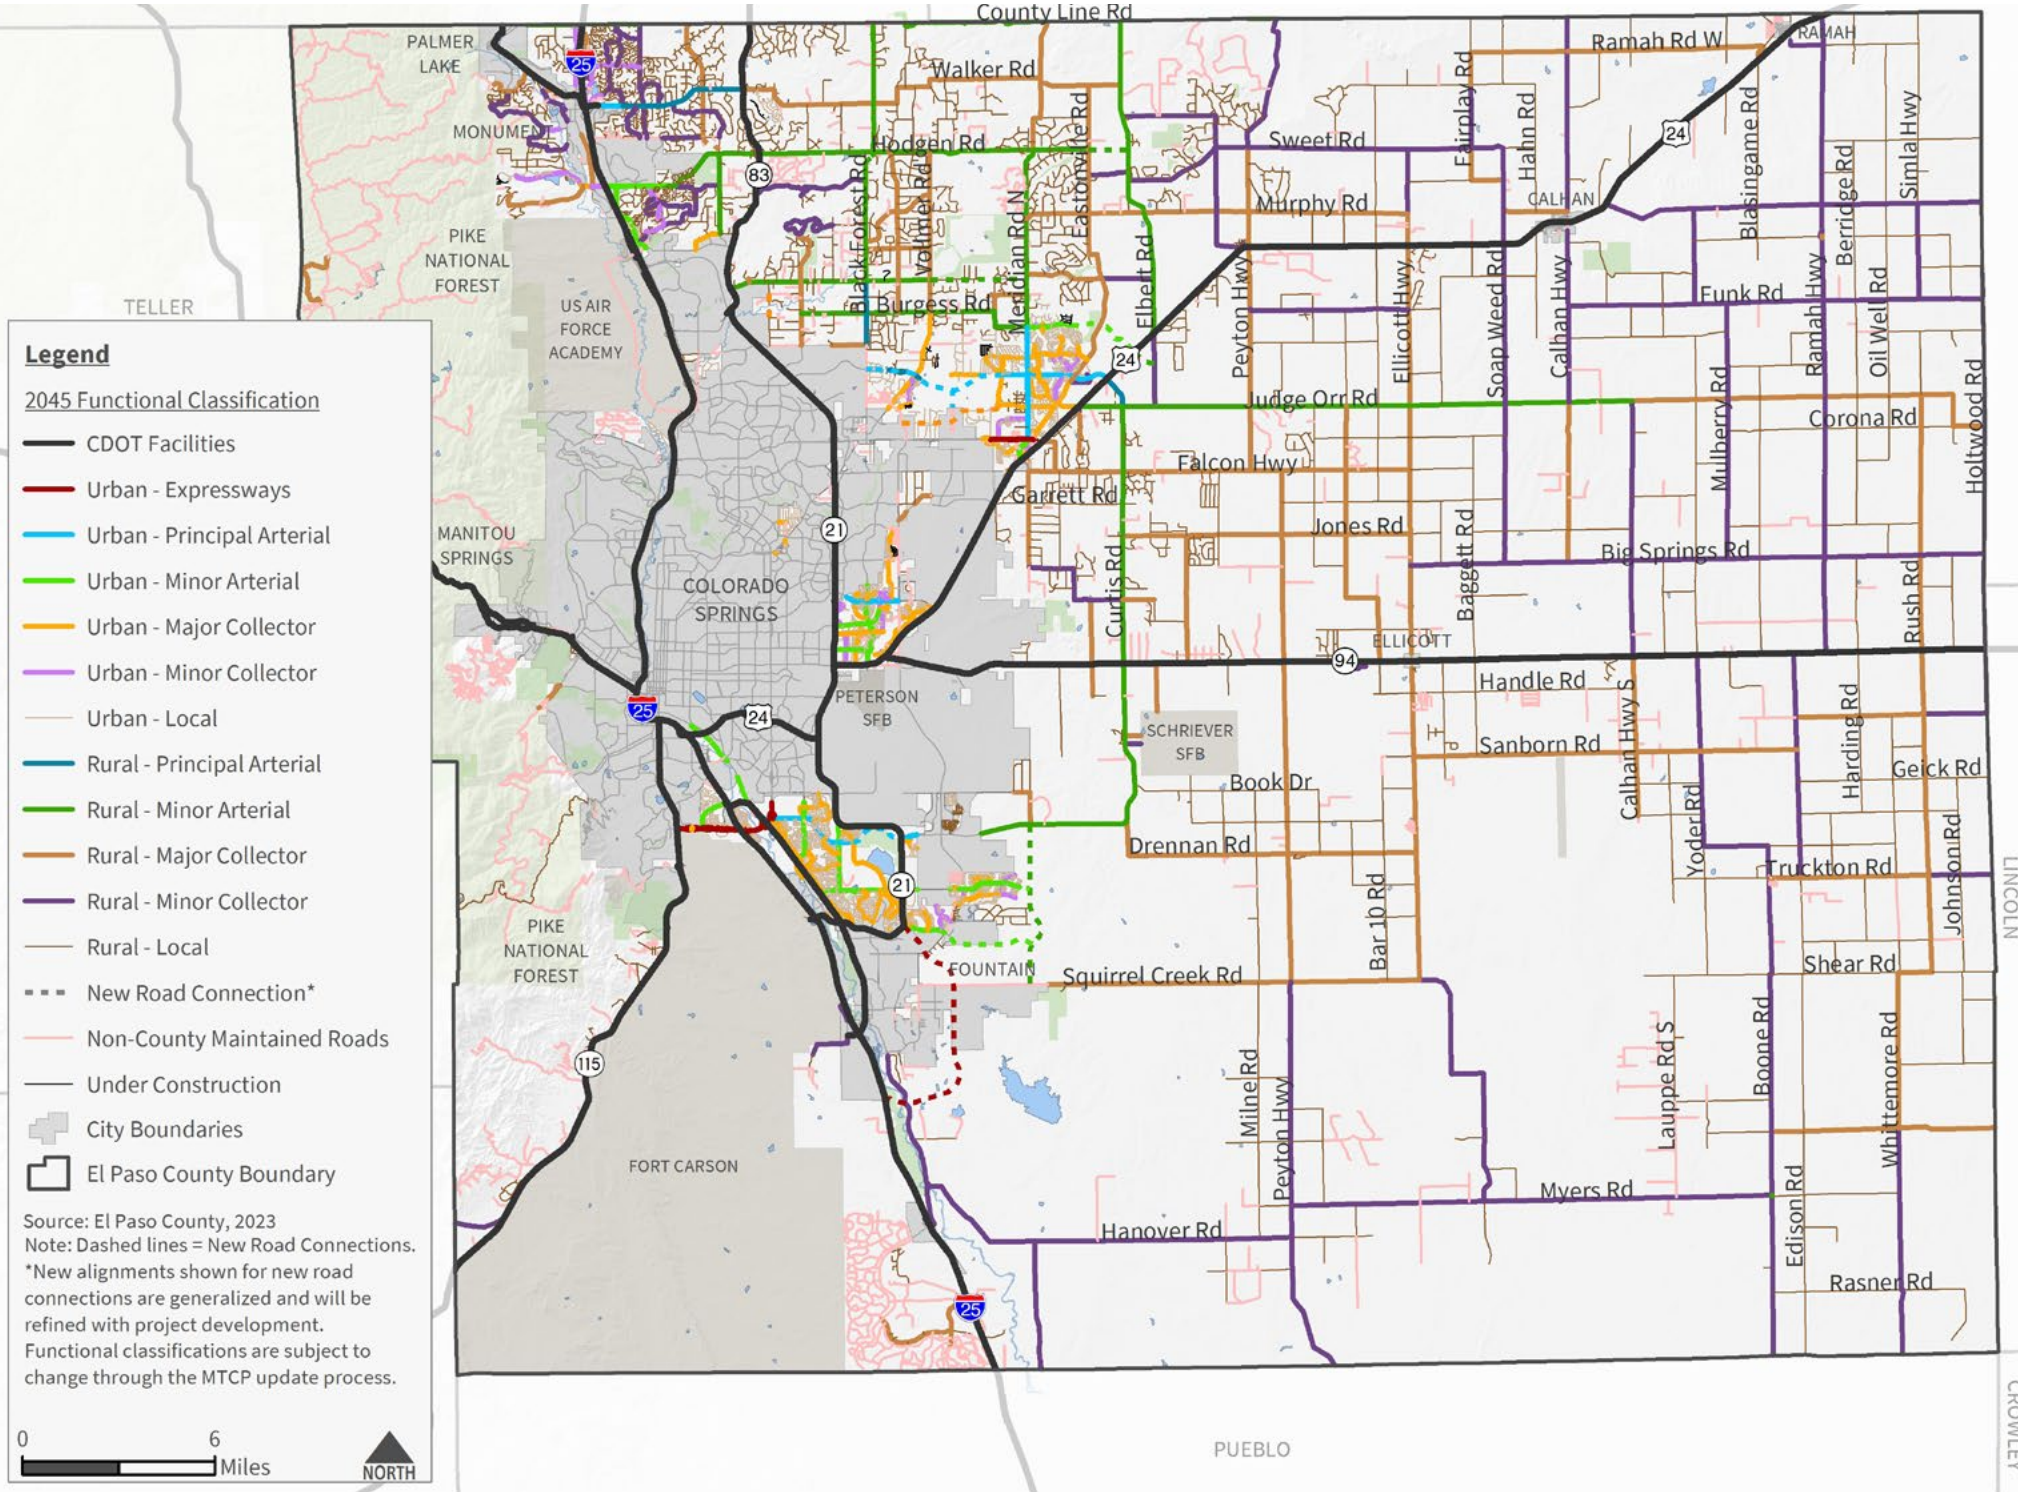 County Line Rd
PALMER
LAKE
25
RAMAH
Ramah Rd W
Walker Rd
Fairplay Rd
Hahn Rd
Eastonville Rd
Blasingame Rd
Simla Hwy
24
MONUMENT
Hodgen Rd
Sweet Rd
83
Black Forest Rd
Vollmer Rd
Meridian Rd N
Berridge Rd
CALHAN
Murphy Rd
PIKE
NATIONAL
FOREST
Elbert Rd
Peyton Hwy
Ellicott Hwy
Soap Weed Rd
Calhan Hwy
Ramah Hwy
Oil Well Rd
TELLER
US AIR
FORCE
ACADEMY
Burgess Rd
Funk Rd
24
Judge Orr Rd
Mulberry Rd
Corona Rd
Holtwood Rd
Falcon Hwy
Garrett Rd
MANITOU
SPRINGS
21
Jones Rd
Baggett Rd
Big Springs Rd
COLORADO
SPRINGS
Curtis Rd
Rush Rd
ELLICOTT
94
25
24
PETERSON
SFB
Handle Rd
Calhan Hwy S
Harding Rd
SCHRIEVER
SFB
Sanborn Rd
Book Dr
Geick Rd
Yoder Rd
Drennan Rd
Truckton Rd
Johnson Rd
LINCOLN
21
Bar 10 Rd
PIKE
NATIONAL
FOREST
FOUNTAIN
Squirrel Creek Rd
Shear Rd
115
Milne Rd
Peyton Hwy
Lauppe Rd S
Boone Rd
Whittemore Rd
FORT CARSON
Myers Rd
Edison Rd
Hanover Rd
Rasner Rd
25
CROWLEY
PUEBLO
Legend
2045 Functional Classification
CDOT Facilities
Urban - Expressways
Urban - Principal Arterial
Urban - Minor Arterial
Urban - Major Collector
Urban - Minor Collector
Urban - Local
Rural - Principal Arterial
Rural - Minor Arterial
Rural - Major Collector
Rural - Minor Collector
Rural - Local
New Road Connection*
Non-County Maintained Roads
Under Construction
City Boundaries
El Paso County Boundary
Source: El Paso County, 2023
Note: Dashed lines = New Road Connections.
*New alignments shown for new road
connections are generalized and will be
refined with project development.
Functional classifications are subject to
change through the MTCP update process.
0 6
Miles
NORTH